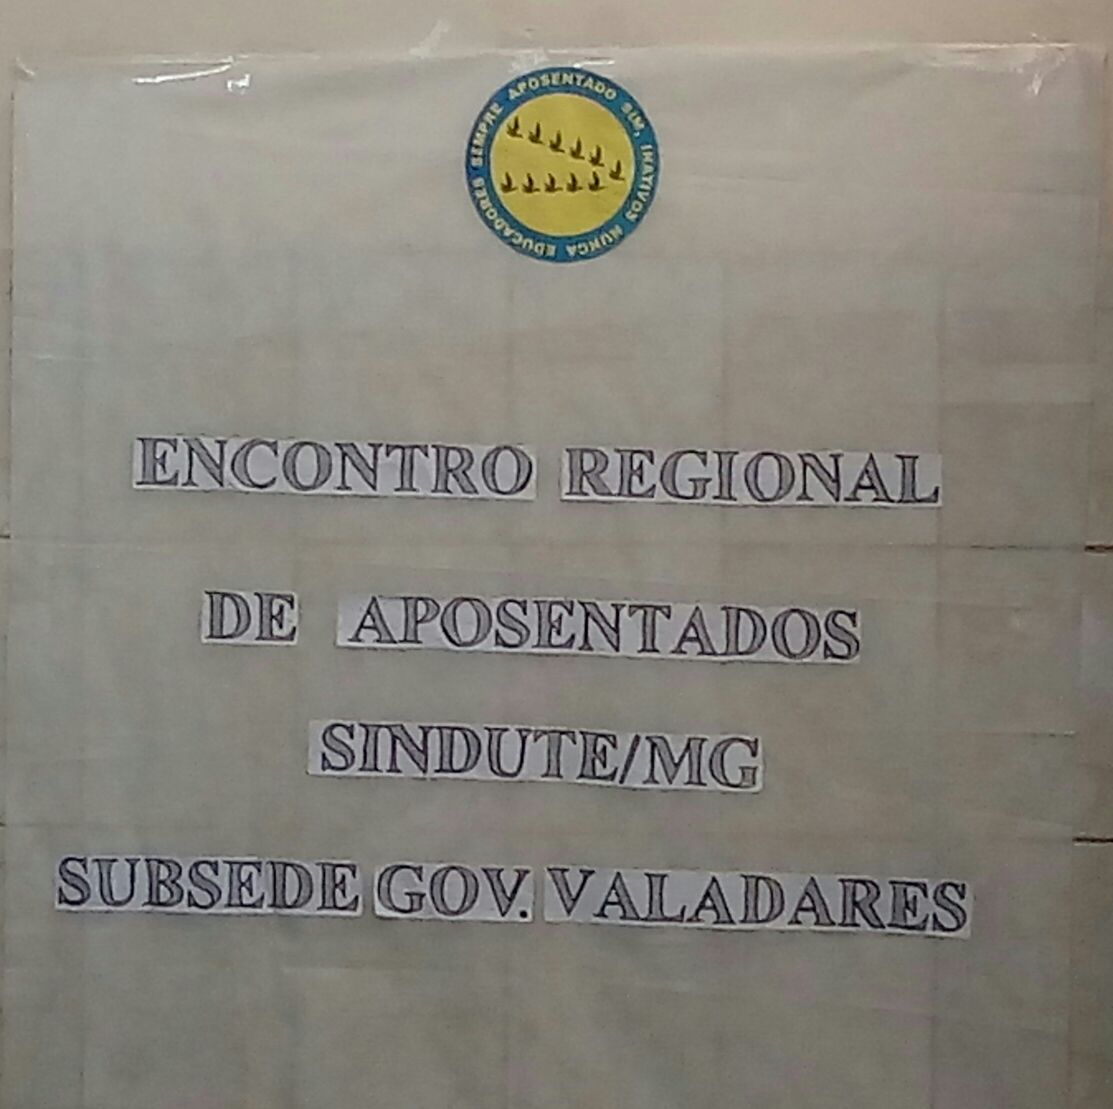 APOSENTADO SIM, INATIVOS NUNCA EDUCADORES SEMPRE
ENCONTRO REGIONAL
DE APOSENTADOS
SINDUTE/MG
SUBSEDE GOV. VALADARES